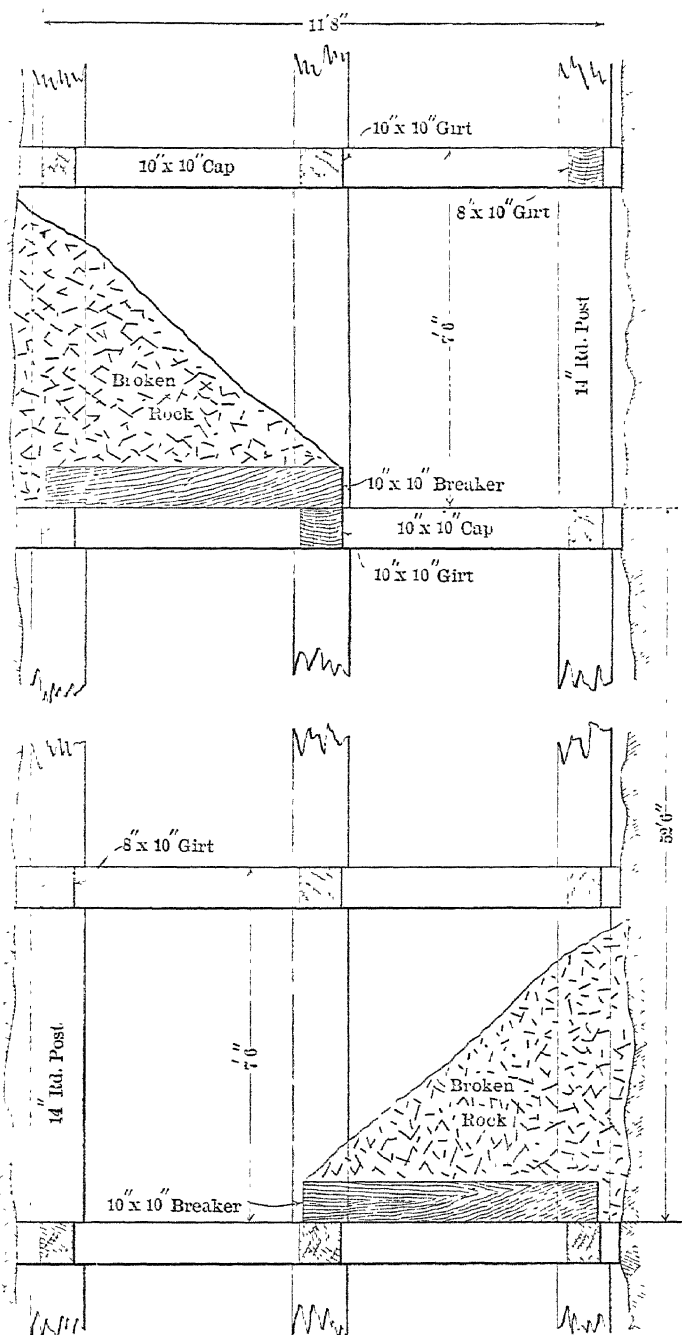 11'8"
10"x 10" Girt
10"x 10" Cap
8"x 10" Girt
7'6"
14" Rd. Post
Broken
Rock
10"x 10" Breaker
10"x 10" Cap
10"x 10" Girt
8"x 10" Girt
52'6"
14" Rd. Post
7'6"
Broken
Rock
10"x 10" Breaker